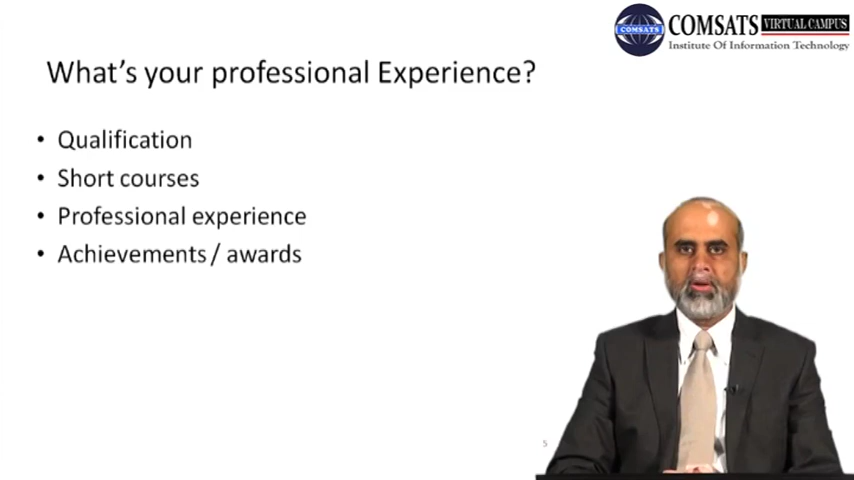 COMSATS VIRTUAL CAMPUS
COMSATS
Institute Of Information Technology
What's your professional Experience?
• Qualification
• Short courses
• Professional experience
• Achievements / awards
5